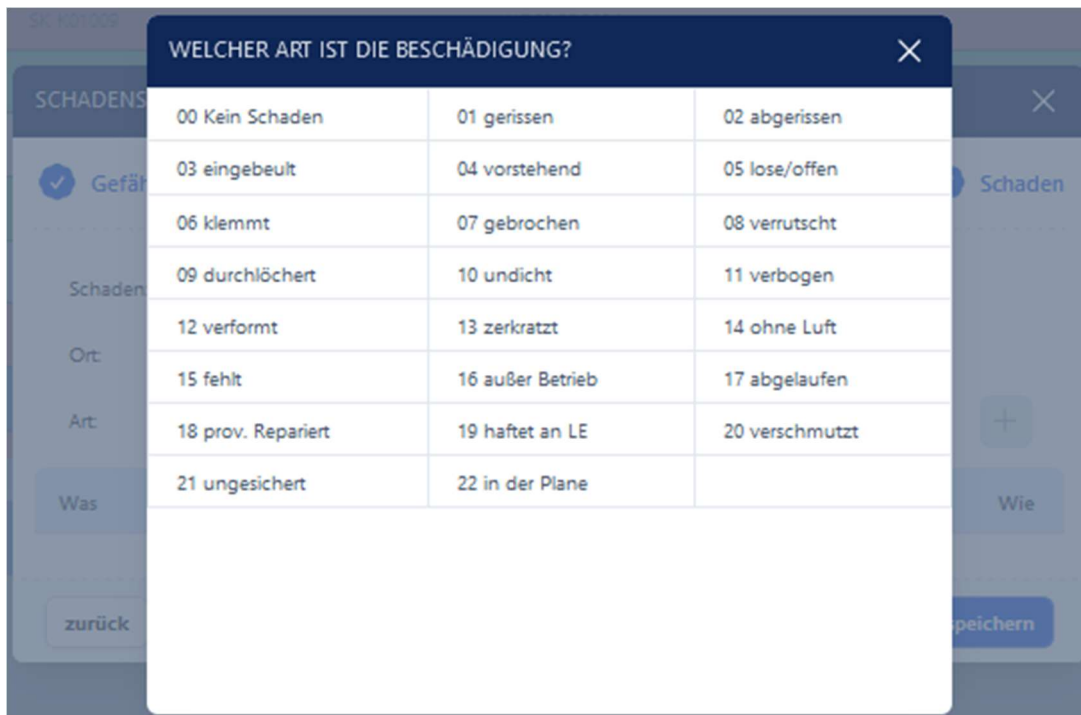 SK K01009
WELCHER ART IST DIE BESCHÄDIGUNG?
SCHADENS
00 Kein Schaden 01 gerissen 02 abgerissen
03 eingebeult 04 vorstehend 05 lose/offen
Gefäh Schaden
06 klemmt 07 gebrochen 08 verrutscht
09 durchlöchert 10 undicht 11 verbogen
Schaden:
12 verformt 13 zerkratzt 14 ohne Luft
Ort:
15 fehlt 16 außer Betrieb 17 abgelaufen
Art:
18 prov. Repariert 19 haftet an LE 20 verschmutzt
21 ungesichert 22 in der Plane
Was Wie
zurück speichern